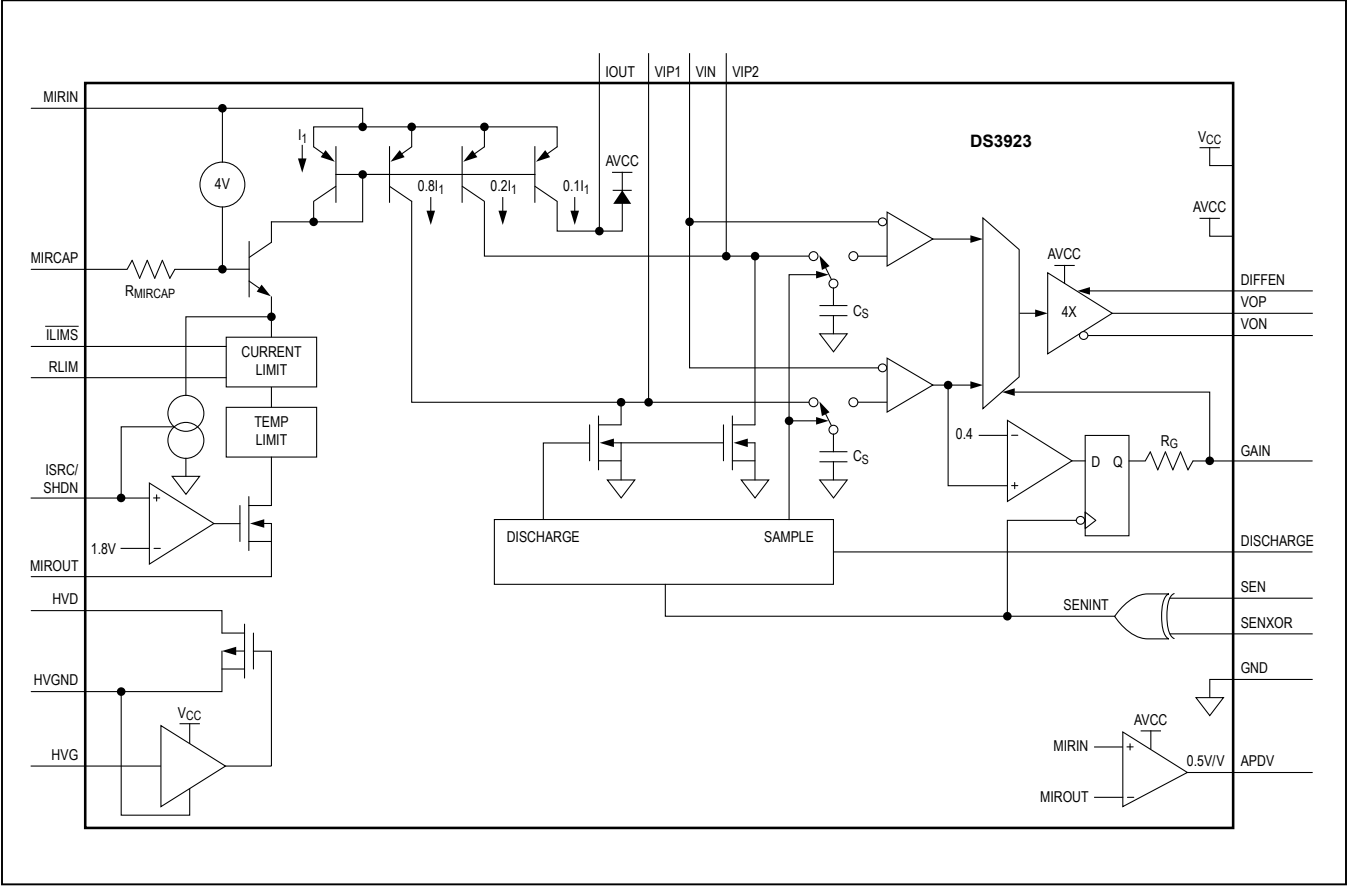 IOUT VIP1 VIN VIP2
MIRIN
DS3923
VCC
I1
AVCC
4V
0.8I1 0.2I1 0.1I1
AVCC
MIRCAP
RMIRCAP
AVCC
DIFFEN
4X
VOP
CS
VON
ILIMS
CURRENT
LIMIT
RLIM
TEMP
LIMIT
0.4
–
+
D Q
RG
GAIN
CS
ISRC/
SHDN
+
1.8V
–
DISCHARGE SAMPLE
DISCHARGE
MIROUT
HVD
SEN
SENINT
SENXOR
HVGND
GND
VCC
AVCC
HVG
MIRIN
+
0.5V/V
APDV
MIROUT
–